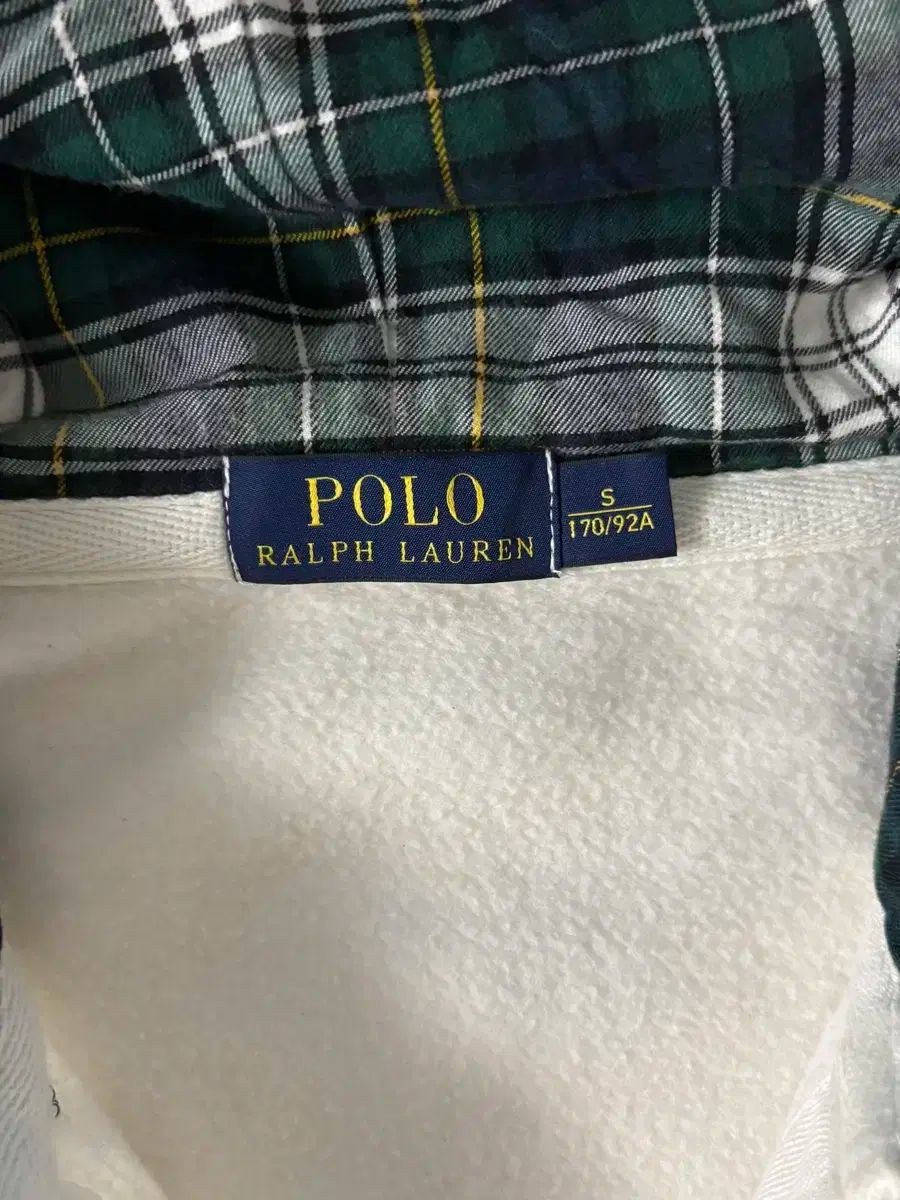 POLO
RALPH LAUREN
S
170/92A